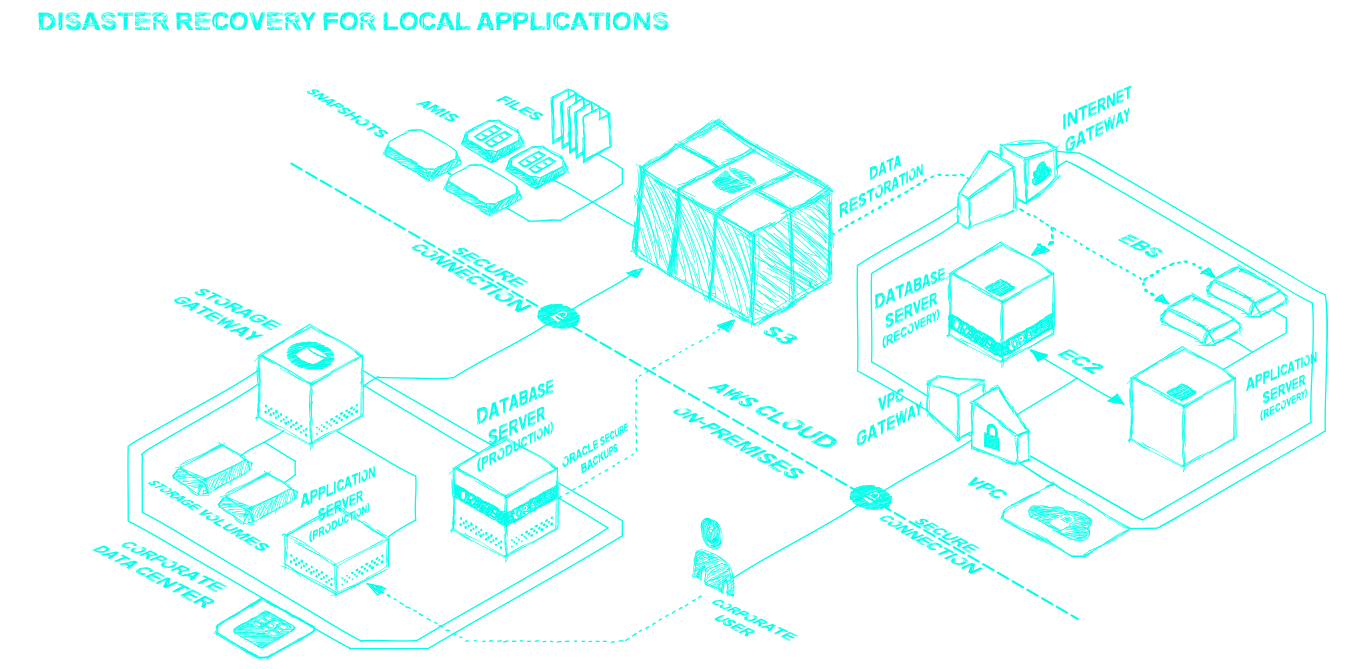 DISASTER RECOVERY FOR LOCAL APPLICATIONS
SNAPSHOTS
AMIS
FILES
INTERNET
GATEWAY
DATA
RESTORATION
SECURE
CONNECTION
EBS
STORAGE
GATEWAY
DATABASE
SERVER
(RECOVERY)
S3
EC2
APPLICATION
SERVER
(RECOVERY)
VPC
GATEWAY
AWS CLOUD
ON-PREMISES
DATABASE
SERVER
(PRODUCTION)
ORACLE SECURE
BACKUPS
STORAGE VOLUMES
APPLICATION
SERVER
(PRODUCTION)
VPC
SECURE
CONNECTION
CORPORATE
DATA CENTER
CORPORATE
USER